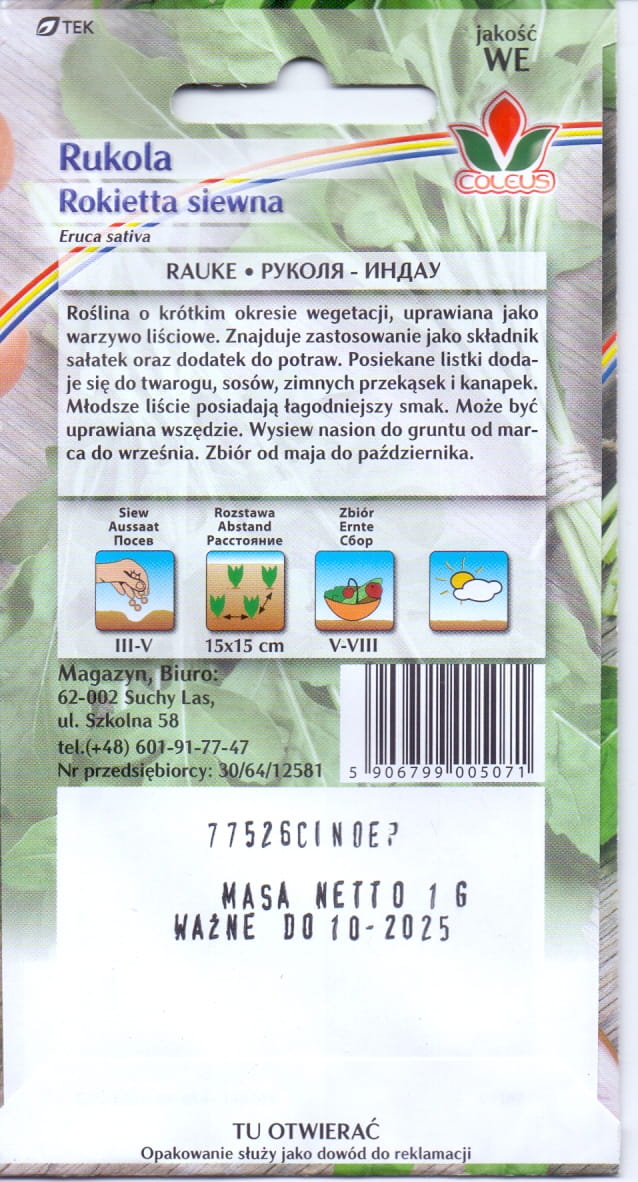 TEK
jakość
WE
COLEUS
Rukola
Rokietta siewna
Eruca sativa
RAUKE • РУКОЛЯ - ИНДАУ
Roślina o krótkim okresie wegetacji, uprawiana jako
warzywo liściowe. Znajduje zastosowanie jako składnik
sałatek oraz dodatek do potraw. Posiekane listki doda-
je się do twarogu, sosów, zimnych przekąsek i kanapek.
Młodsze liście posiadają łagodniejszy smak. Może być
uprawiana wszędzie. Wysiew nasion do gruntu od mar-
ca do września. Zbiór od maja do października.
Siew
Aussaat
Посев
III-V
Rozstawa
Abstand
Расстояние
15x15 cm
Zbiór
Ernte
Сбор
V-VIII
Magazyn, Biuro:
62-002 Suchy Las,
ul. Szkolna 58
tel.(+48) 601-91-77-47
Nr przedsiębiorcy: 30/64/12581
5 906799 005071
MASA NETTO 1 G
WAŻNE DO 10-2025
TU OTWIERAĆ
Opakowanie służy jako dowód do reklamacji